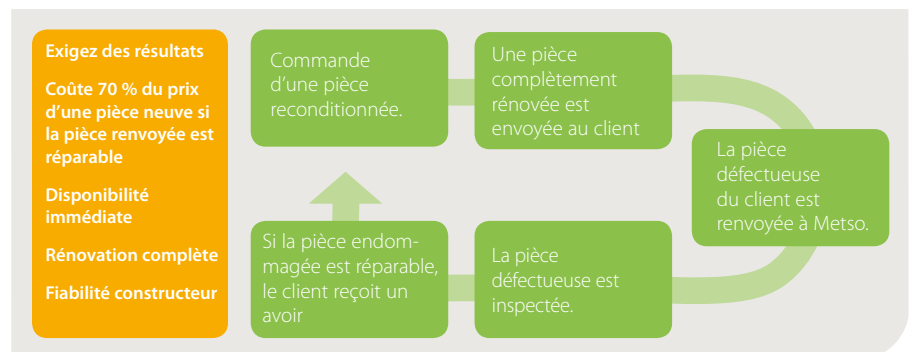 Exigez des résultats
Coûte 70 % du prix
d'une pièce neuve si
la pièce renvoyée est
réparable
Disponibilité
immédiate
Rénovation complète
Fiabilité constructeur
Commande
d'une pièce
reconditionnée.
Une pièce
complètement
rénovée est
envoyée au client
La pièce
défectueuse
du client est
renvoyée à Metso.
La pièce
défectueuse est
inspectée.
Si la pièce endom-
magée est réparable,
le client reçoit un
avoir